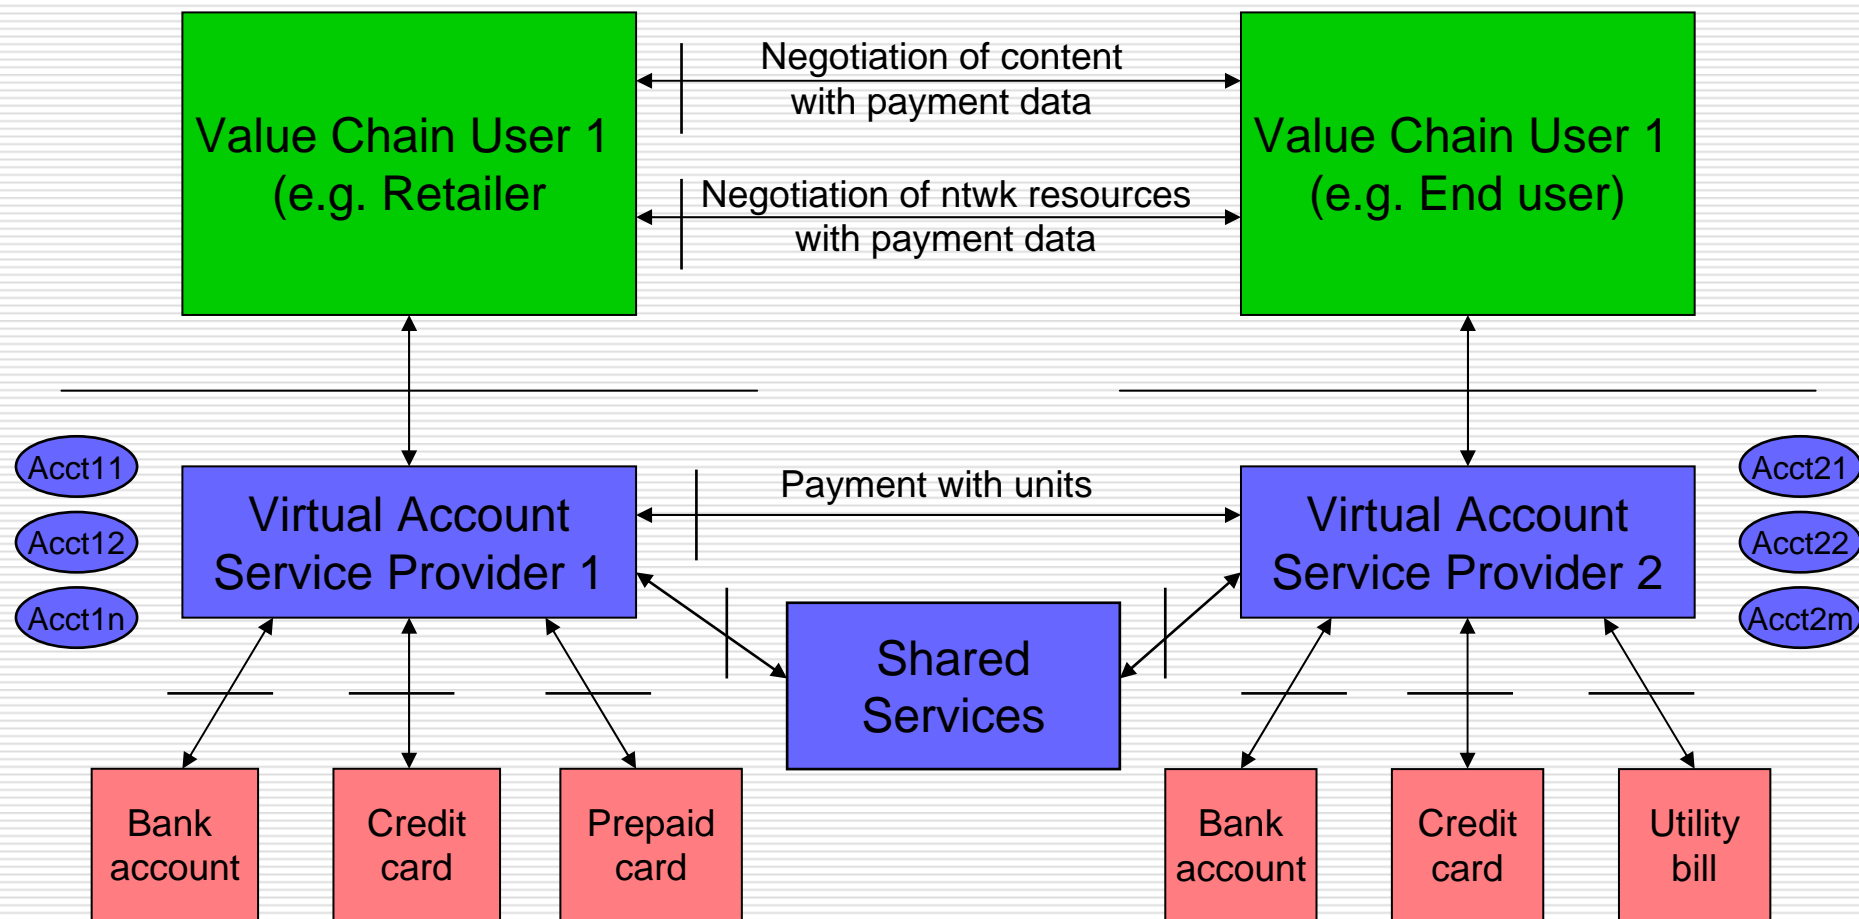 Value Chain User 1
(e.g. Retailer
Negotiation of content
with payment data
Negotiation of ntwk resources
with payment data
Value Chain User 1
(e.g. End user)
Acct11
Acct12
Acct1n
Virtual Account
Service Provider 1
Payment with units
Virtual Account
Service Provider 2
Acct21
Acct22
Acct2m
Shared
Services
Bank
account
Credit
card
Prepaid
card
Bank
account
Credit
card
Utility
bill